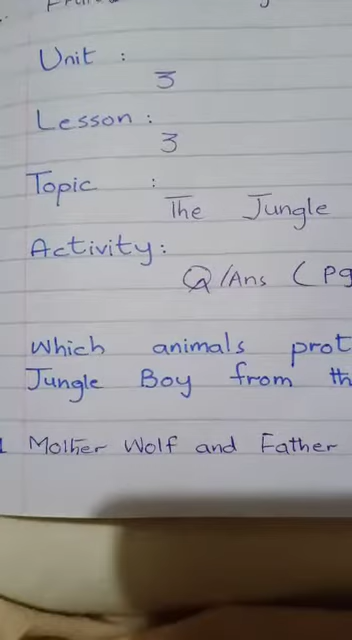 Unit :
3
Lesson :
3
Topic :
The Jungle
Activity :
Q/Ans ( Pg
Which animals prot
Jungle Boy from th
Mother Wolf and Father